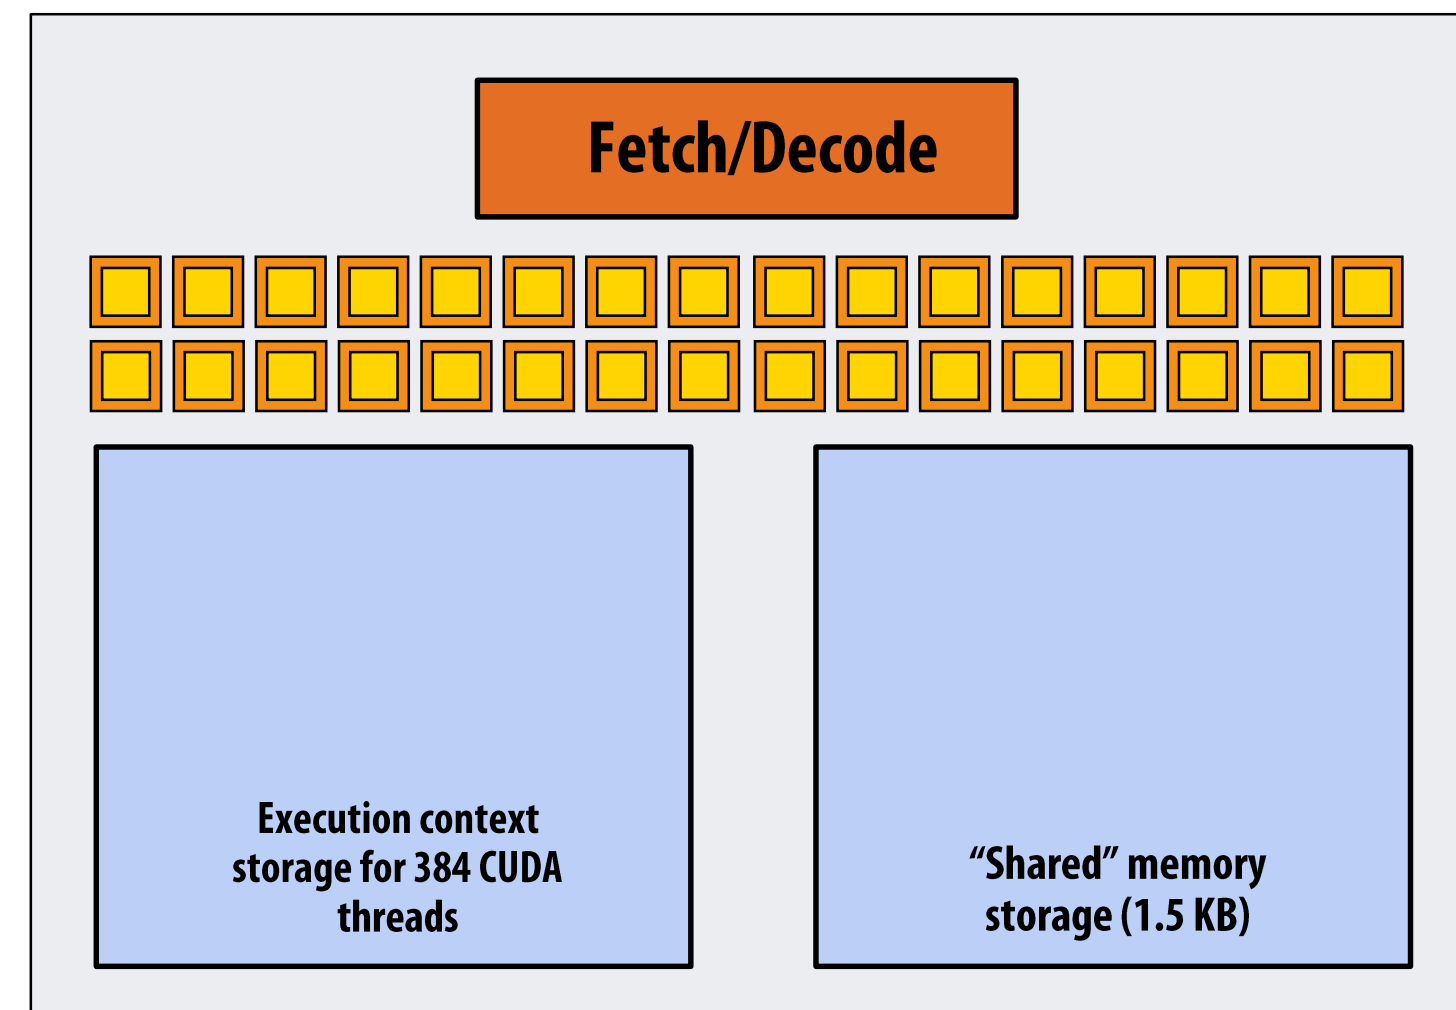 Fetch/Decode
Execution context
storage for 384 CUDA
threads
“Shared” memory
storage (1.5 KB)